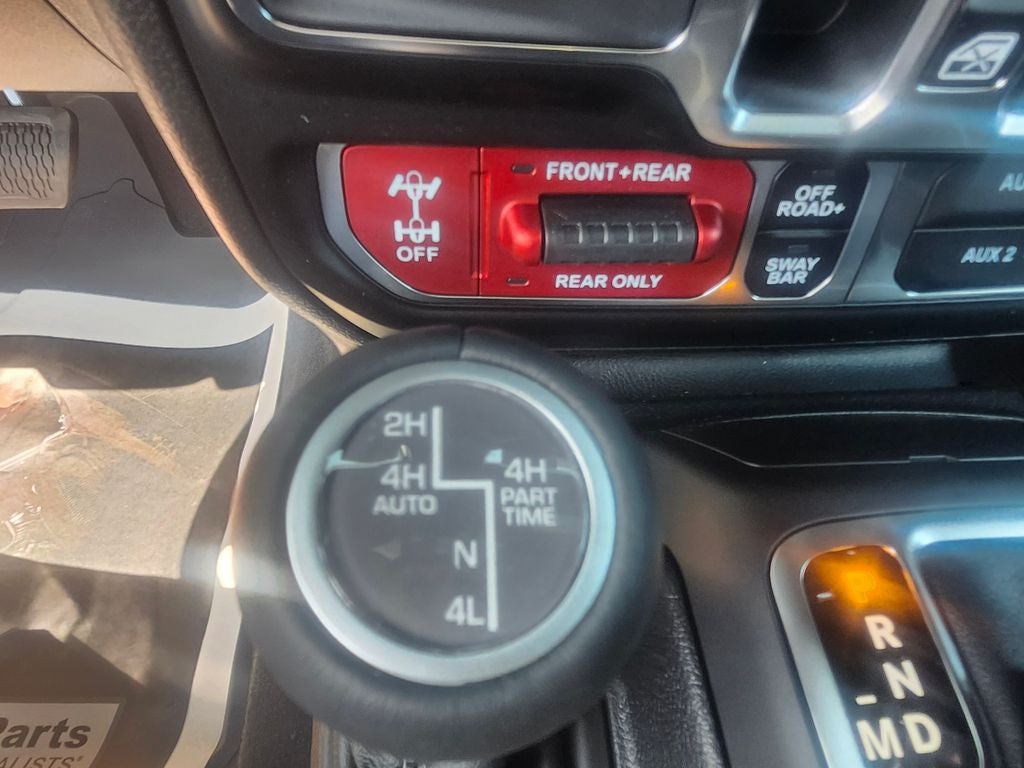 FRONT+REAR
OFF
REAR ONLY
OFF
ROAD+
SWAY
BAR
AUX 2
2H
4H
AUTO
4H
PART
TIME
N
4L
P
R
N
D
M
Parts